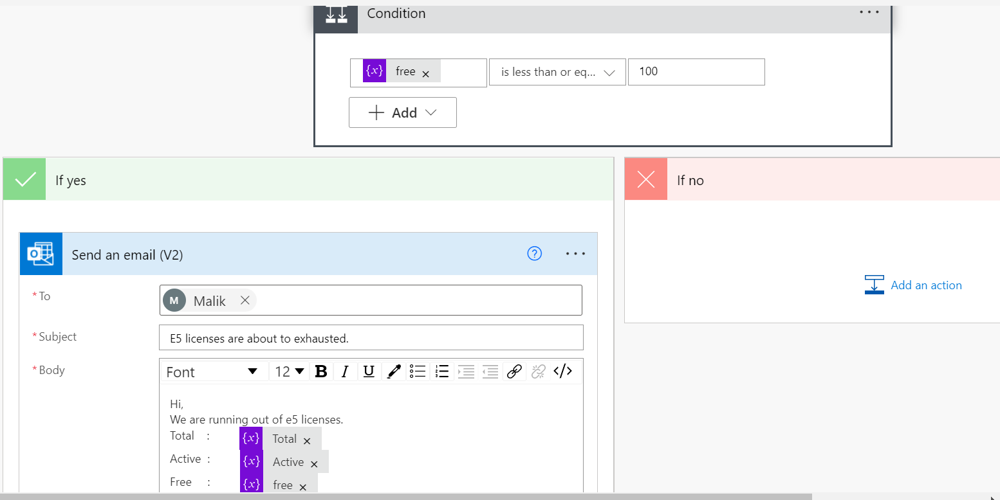 Condition
{x} free × is less than or eq... 100
+ Add
If yes
If no
Send an email (V2) ?
Add an action
* To M Malik ×
* Subject E5 licenses are about to exhausted.
* Body Font 12 B I U </>
Hi,
We are running out of e5 licenses.
Total : {x} Total ×
Active : {x} Active ×
Free : {x} free ×